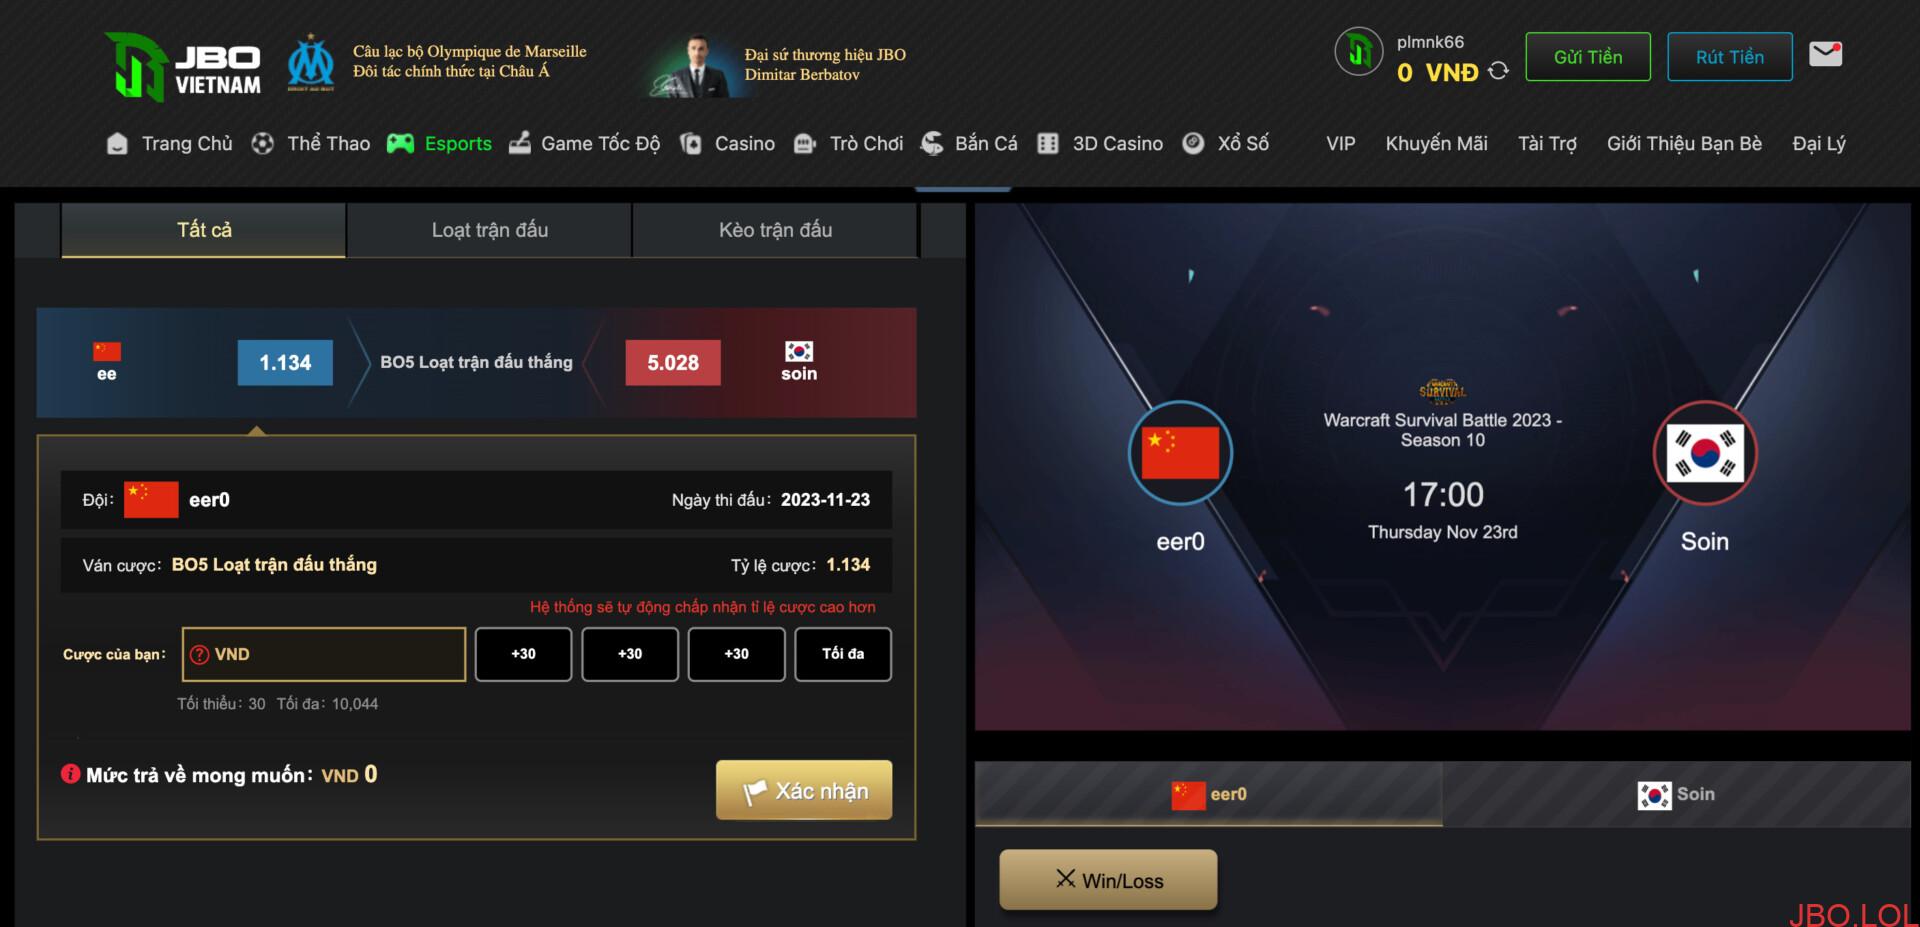 JBO
VIETNAM
Câu lạc bộ Olympique de Marseille
Đối tác chính thức tại Châu Á
Đại sứ thương hiệu JBO
Dimitar Berbatov
plmnk66
0 VNĐ
Gửi Tiền
Rút Tiền
Trang Chủ
Thể Thao
Esports
Game Tốc Độ
Casino
Trò Chơi
Bắn Cá
3D Casino
Xổ Số
VIP
Khuyến Mãi
Tài Trợ
Giới Thiệu Bạn Bè
Đại Lý
Tất cả
Loạt trận đấu
Kèo trận đấu
ee
1.134
BO5 Loạt trận đấu thắng
5.028
soin
Đội: eer0
Ngày thi đấu: 2023-11-23
Ván cược: BO5 Loạt trận đấu thắng
Tỷ lệ cược: 1.134
Hệ thống sẽ tự động chấp nhận tỉ lệ cược cao hơn
Cược của bạn:
VND
+30
+30
+30
Tối đa
Tối thiểu: 30 Tối đa: 10,044
Mức trả về mong muốn: VND 0
Xác nhận
SURVIVAL
Warcraft Survival Battle 2023 -
Season 10
17:00
Thursday Nov 23rd
eer0
Soin
eer0
Soin
Win/Loss
JBO.LOL